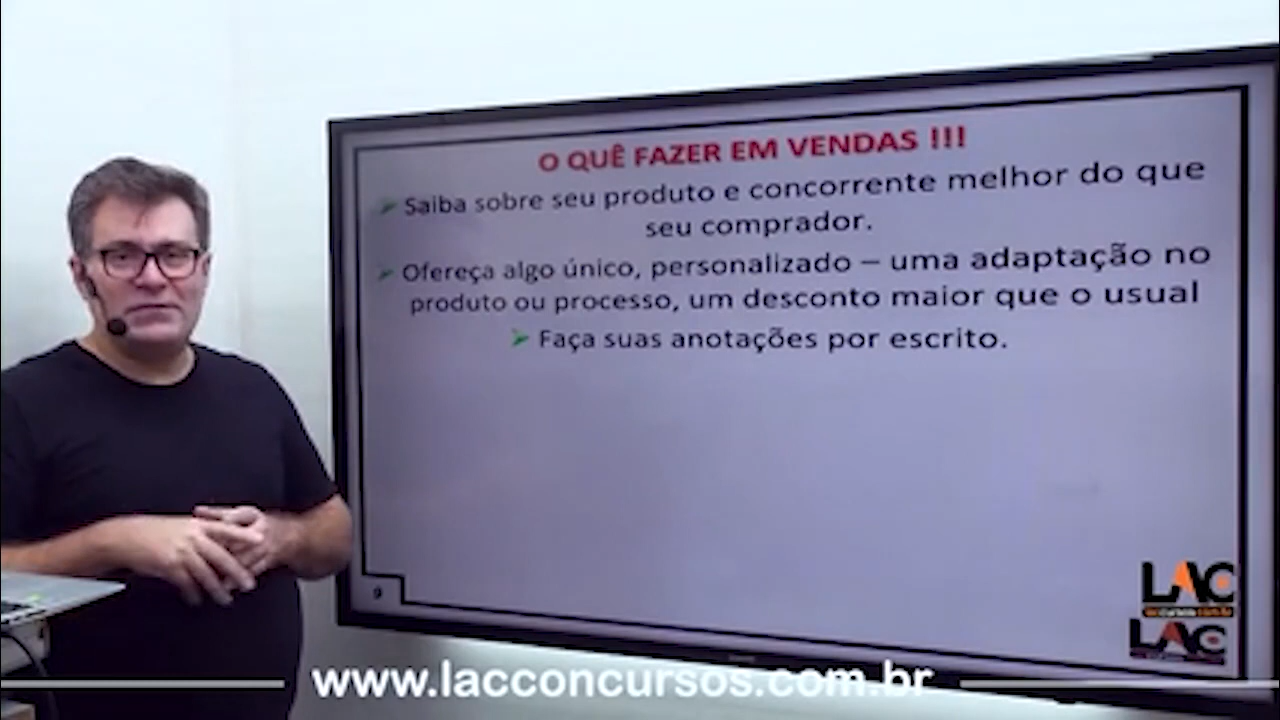 O QUÊ FAZER EM VENDAS !!!
Saiba sobre seu produto e concorrente melhor do que
seu comprador.
Ofereça algo único, personalizado – uma adaptação no
produto ou processo, um desconto maior que o usual
Faça suas anotações por escrito.
9
LAC
LAC
www.lacconcursos.com.br